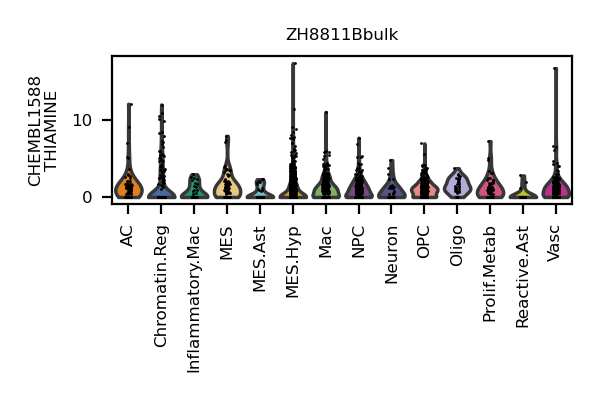 ZH8811Bbulk
CHEMBL1588
THIAMINE
10
0
AC
Chromatin.Reg
Inflammatory.Mac
MES
MES.Ast
MES.Hyp
Mac
NPC
Neuron
OPC
Oligo
Prolif.Metab
Reactive.Ast
Vasc